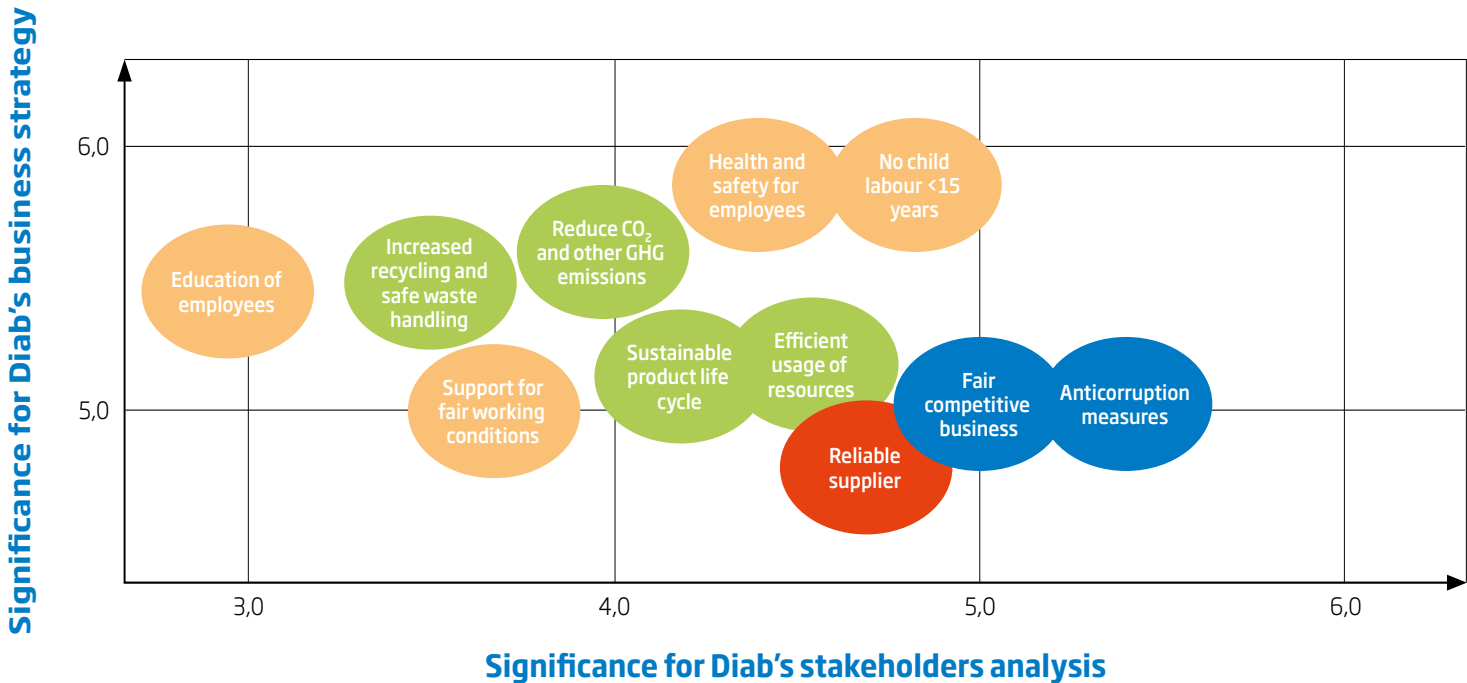 Significance for Diab's business strategy
6,0
5,0
Health and
safety for
employees
No child
labour <15
years
Reduce CO₂
and other GHG
emissions
Increased
recycling and
safe waste
handling
Education of
employees
Sustainable
product life
cycle
Efficient
usage of
resources
Support for
fair working
conditions
Fair
competitive
business
Anticorruption
measures
Reliable
supplier
3,0
4,0
5,0
6,0
Significance for Diab's stakeholders analysis